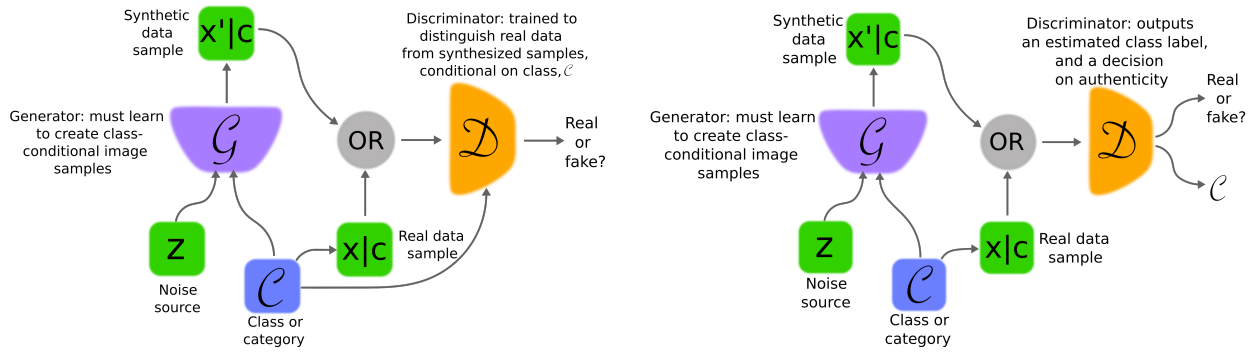 Synthetic
data
sample
x'|c
Discriminator: trained to
distinguish real data
from synthesized samples,
conditional on class, 𝒞
Generator: must learn
to create class-
conditional image
samples
𝒢
OR
𝒟
Real
or
fake?
z
Noise
source
𝒞
Class or
category
x|c
Real data
sample
Synthetic
data
sample
x'|c
Discriminator: outputs
an estimated class label,
and a decision
on authenticity
Generator: must learn
to create class-
conditional image
samples
𝒢
OR
𝒟
Real
or
fake?
𝒞
z
Noise
source
𝒞
Class or
category
x|c
Real data
sample